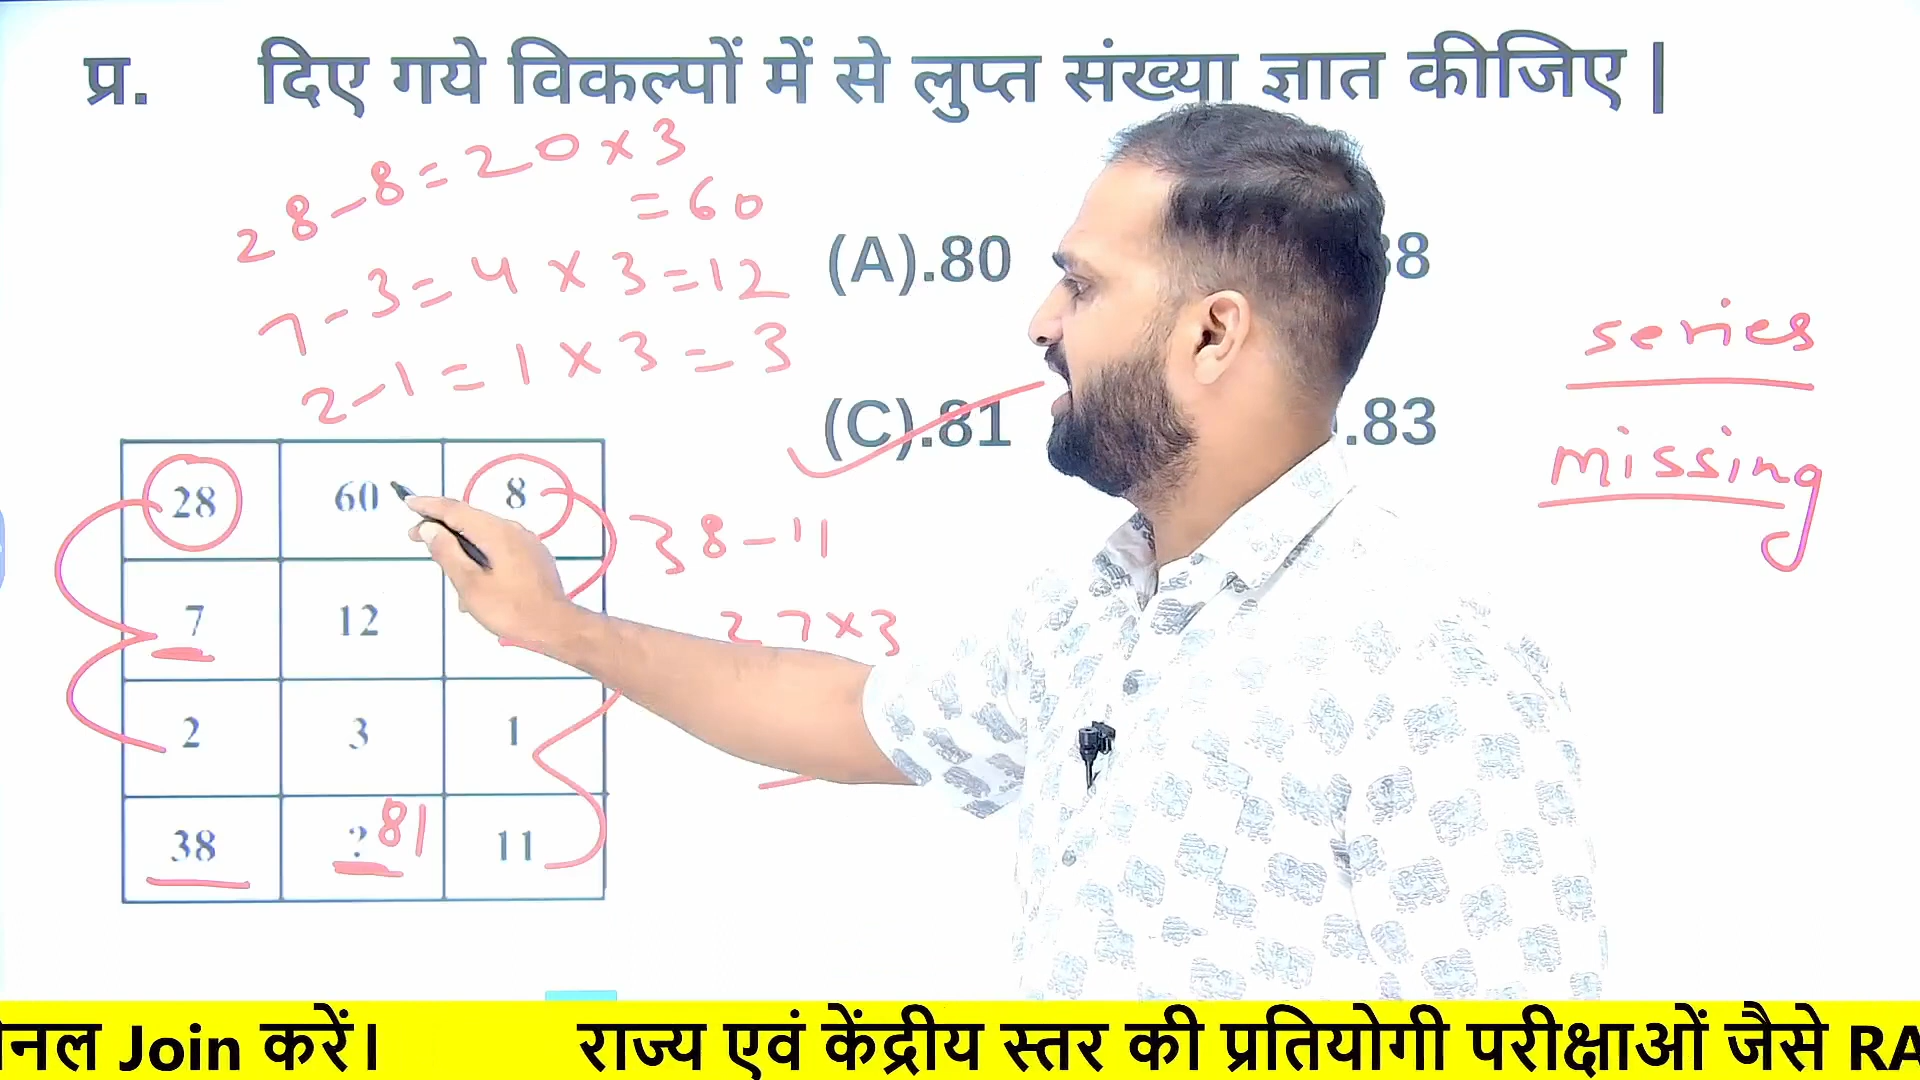 प्र. दिए गये विकल्पों में से लुप्त संख्या ज्ञात कीजिए |
28-8=20×3
=60
7-3=4×3=12
2-1=1×3=3
(A).80
(C).81
.83
series
missing
28 60 8
7 12
2 3 1
38 ? 81 11
38-11
27×3
Join करें। राज्य एवं केंद्रीय स्तर की प्रतियोगी परीक्षाओं जैसे